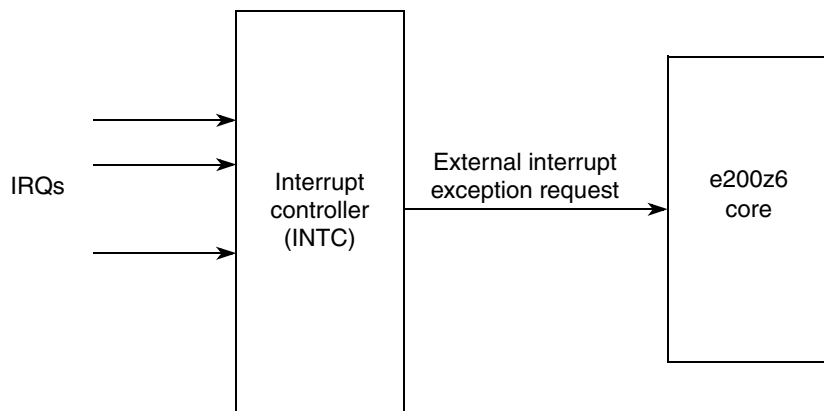 IRQs
Interrupt
controller
(INTC)
External interrupt
exception request
e200z6
core